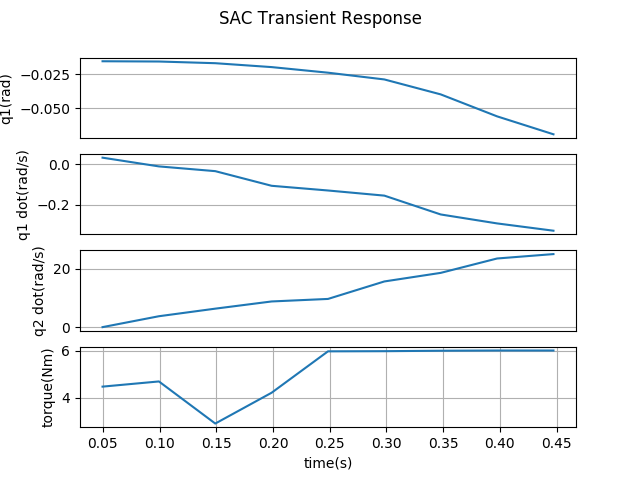 SAC Transient Response
q1(rad)
−0.025
−0.050
q1 dot(rad/s)
0.0
−0.2
q2 dot(rad/s)
20
0
torque(Nm)
6
4
0.05 0.10 0.15 0.20 0.25 0.30 0.35 0.40 0.45
time(s)